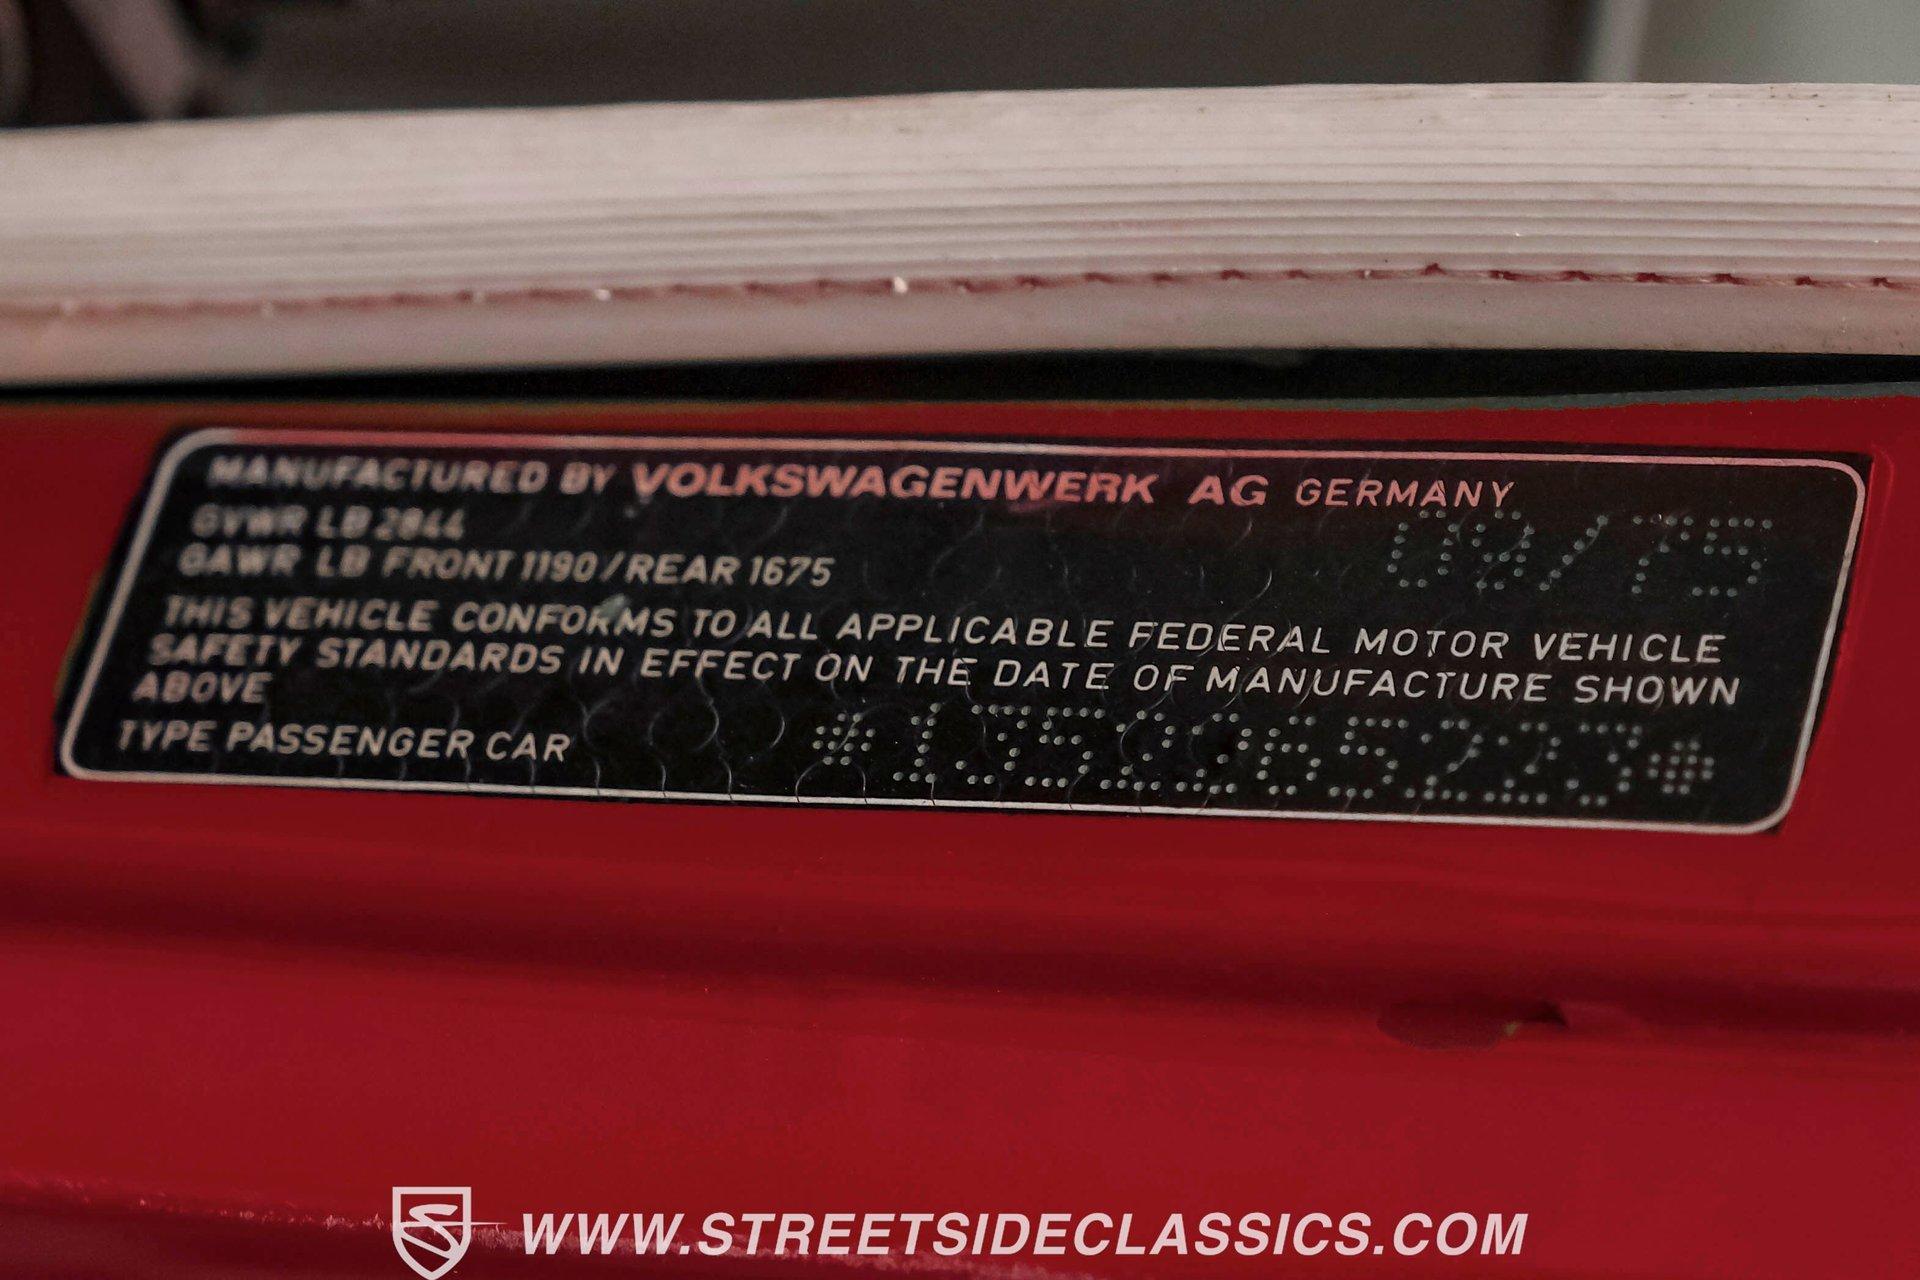 MANUFACTURED BY VOLKSWAGENWERK AG GERMANY
GVWR LB 2844
GAWR LB FRONT 1190/REAR 1675
THIS VEHICLE CONFORMS TO ALL APPLICABLE FEDERAL MOTOR VEHICLE
SAFETY STANDARDS IN EFFECT ON THE DATE OF MANUFACTURE SHOWN
ABOVE
TYPE PASSENGER CAR *1352065223*
WWW.STREETSIDECLASSICS.COM